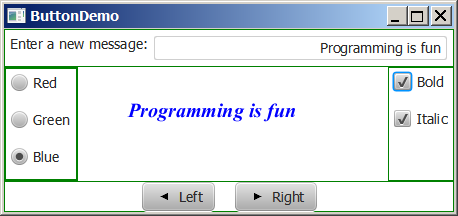 ButtonDemo
Enter a new message: Programming is fun
Red
Green
Blue
Programming is fun
Bold
Italic
Left Right